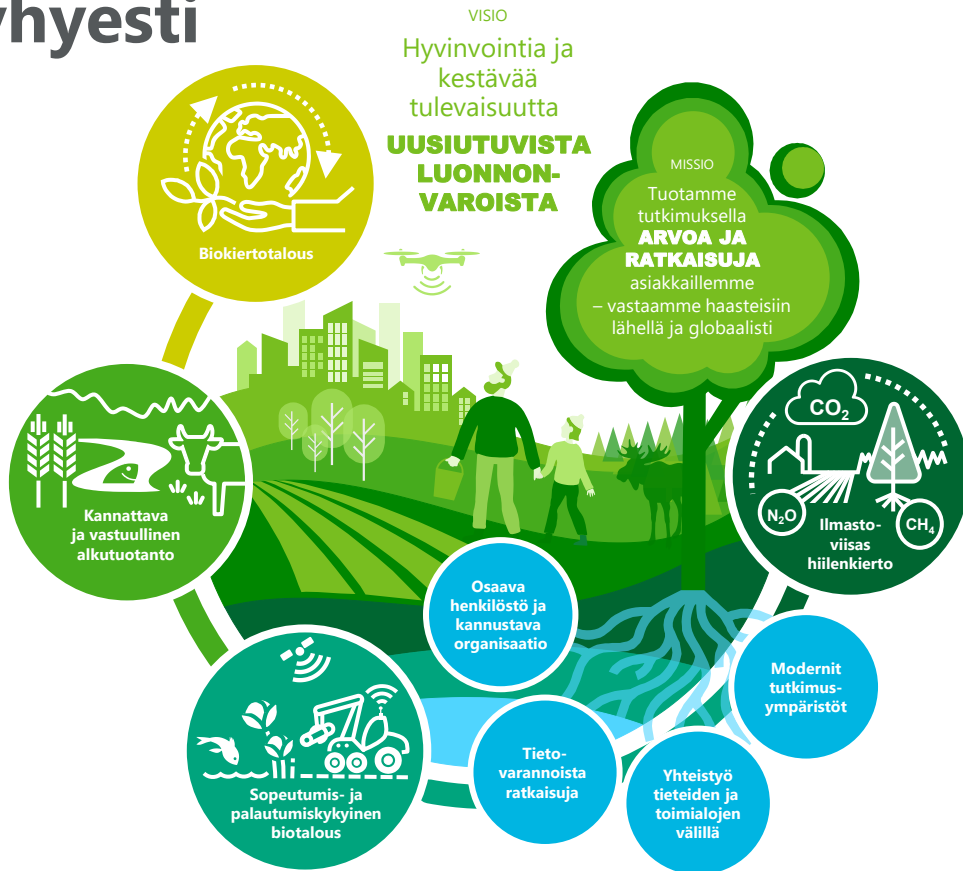 yhyesti
VISIO
Hyvinvointia ja
kestävää
tulevaisuutta
UUSIUTUVISTA
LUONNON-
VAROISTA
MISSIO
Tuotamme
tutkimuksella
ARVOA JA
RATKAISUJA
asiakkaillemme
– vastaamme haasteisiin
lähellä ja globaalisti
Biokiertotalous
Kannattava
ja vastuullinen
alkutuotanto
CO₂
N₂O
CH₄
Ilmasto-
viisas
hiilenkierto
Osaava
henkilöstö ja
kannustava
organisaatio
Modernit
tutkimus-
ympäristöt
Sopeutumis- ja
palautumiskykyinen
biotalous
Tieto-
varannoista
ratkaisuja
Yhteistyö
tieteiden ja
toimialojen
välillä